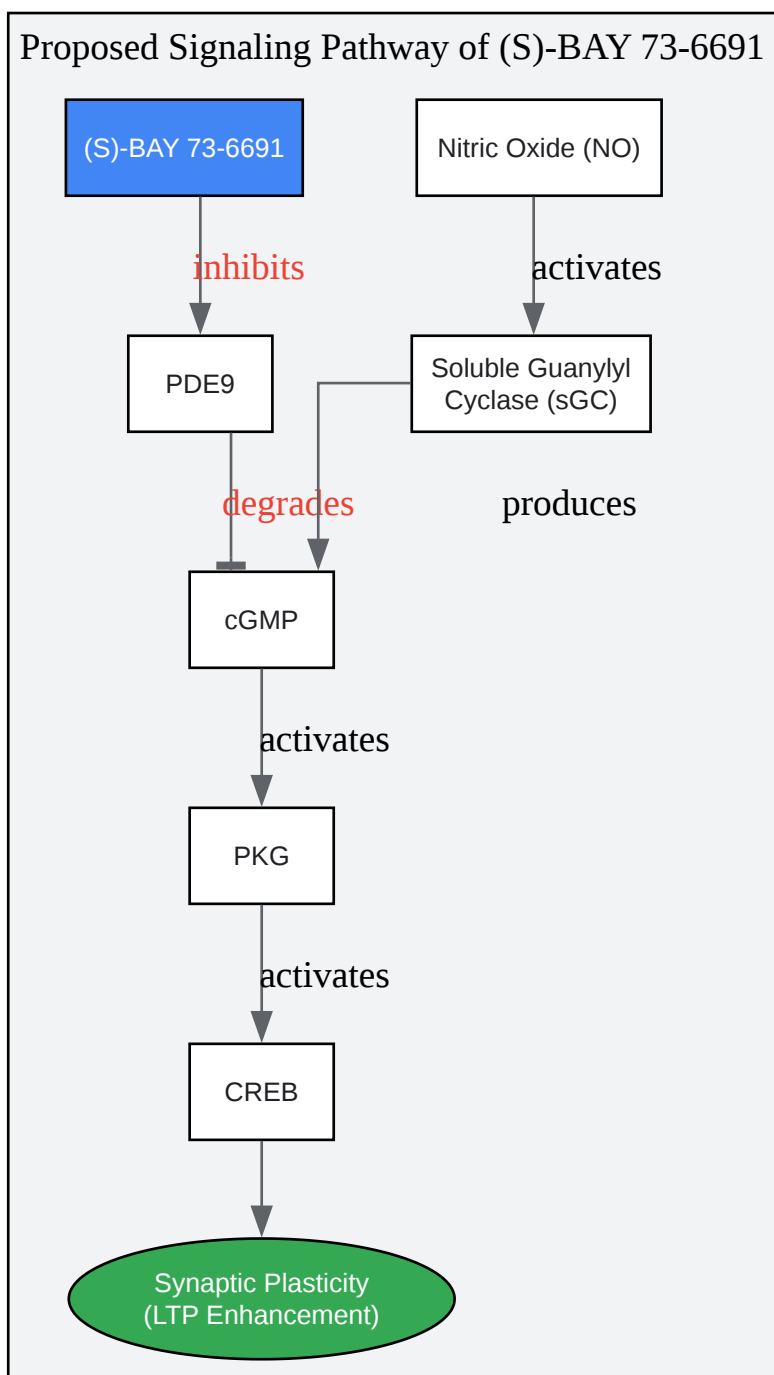 Proposed Signaling Pathway of (S)-BAY 73-6691
(S)-BAY 73-6691
Nitric Oxide (NO)
inhibits
activates
PDE9
Soluble Guanylyl
Cyclase (sGC)
degrades
produces
cGMP
activates
PKG
activates
CREB
Synaptic Plasticity
(LTP Enhancement)